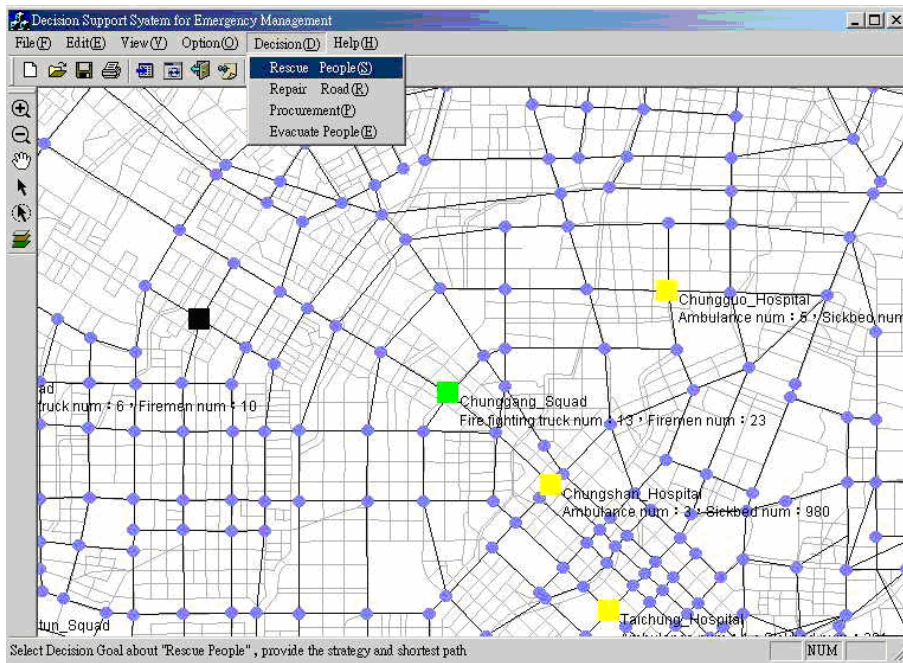 Decision Support System for Emergency Management
File(F) Edit(E) View(V) Option(O) Decision(D) Help(H)
Rescue People(S)
Repair Road(R)
Procurement(P)
Evacuate People(E)
Chungguo_Hospital
Ambulance num：5，Sickbed num
ad
truck num：6，Firemen num：10
Chunggang_Squad
Fire fighting truck num：13，Firemen num：23
Chungshan_Hospital
Ambulance num：3；Sickbed num：980
Taichung_Hospital
tun_Squad
Select Decision Goal about "Rescue People" , provide the strategy and shortest path
NUM